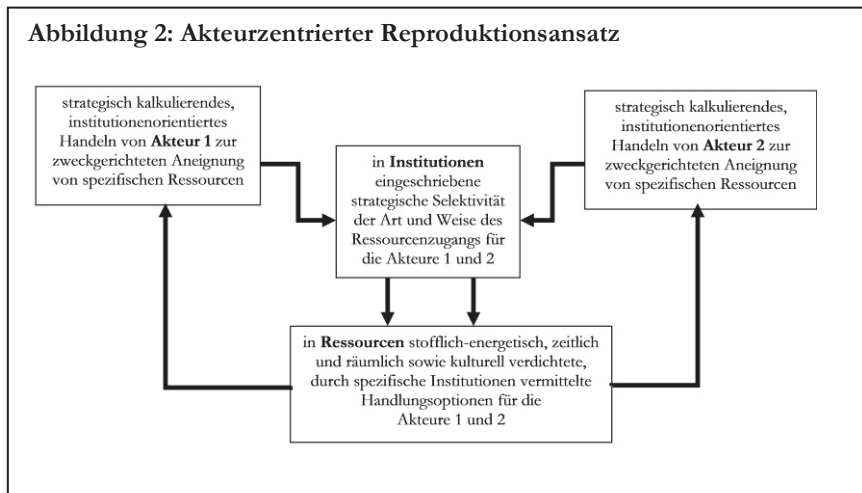 Abbildung 2: Akteurzentrierter Reproduktionsansatz
strategisch kalkulierendes,
institutionenorientiertes
Handeln von Akteur 1 zur
zweckgerichteten Aneignung
von spezifischen Ressourcen
strategisch kalkulierendes,
institutionenorientiertes
Handeln von Akteur 2 zur
zweckgerichteten Aneignung
von spezifischen Ressourcen
in Institutionen
eingeschriebene
strategische Selektivität
der Art und Weise des
Ressourcenzugangs für
die Akteure 1 und 2
in Ressourcen stofflich-energetisch, zeitlich
und räumlich sowie kulturell verdichtete,
durch spezifische Institutionen vermittelte
Handlungsoptionen für die
Akteure 1 und 2